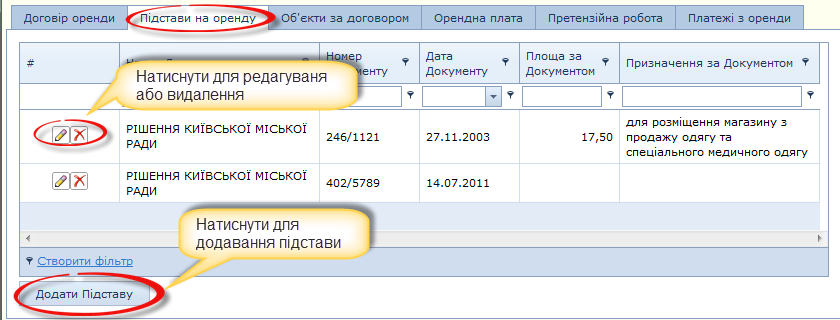 Договір оренди Підстави на оренду Об'єкти за договором Орендна плата Претензійна робота Платежі з оренди
# Номер Документу Дата Документу Площа за Документом Призначення за Документом
Натиснути для редагуваня
або видалення
РІШЕННЯ КИЇВСЬКОЇ МІСЬКОЇ
РАДИ
246/1121 27.11.2003 17,50
для розміщення магазину з
продажу одягу та
спеціального медичного одягу
РІШЕННЯ КИЇВСЬКОЇ МІСЬКОЇ
РАДИ
402/5789 14.07.2011
Натиснути для
додавання підстави
Створити фільтр
Додати Підставу